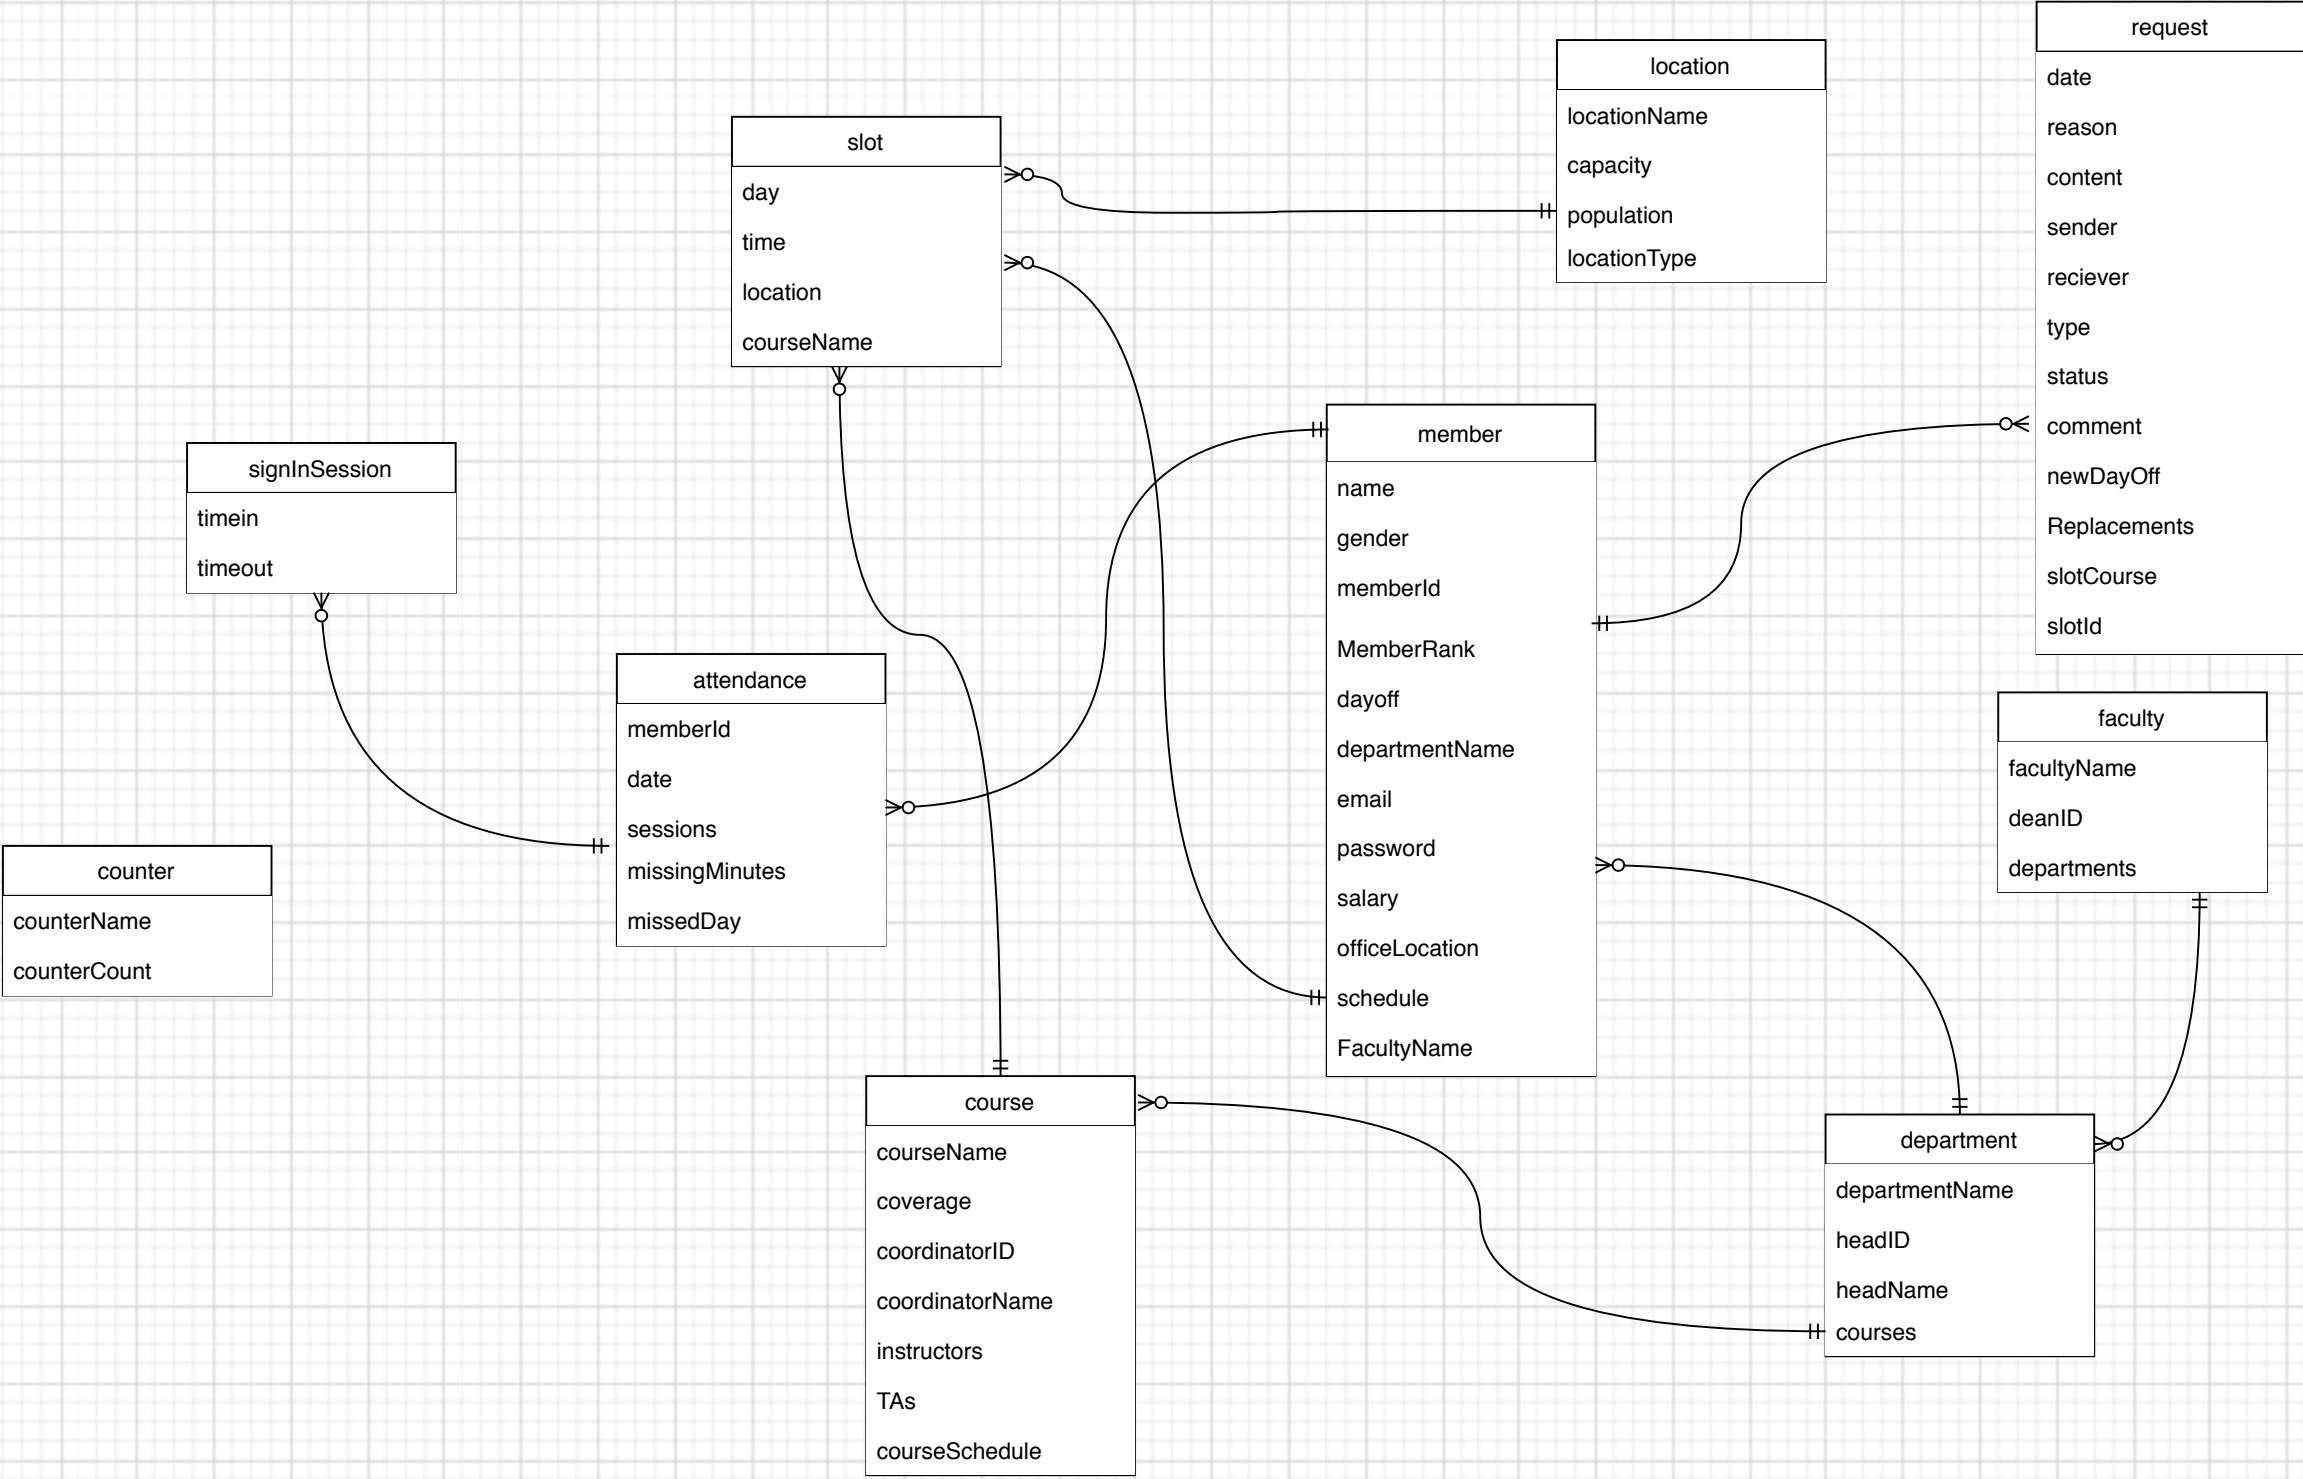 request
date
reason
content
sender
reciever
type
status
comment
newDayOff
Replacements
slotCourse
slotId
location
locationName
capacity
population
locationType
slot
day
time
location
courseName
member
name
gender
memberId
MemberRank
dayoff
departmentName
email
password
salary
officeLocation
schedule
FacultyName
signInSession
timein
timeout
attendance
memberId
date
sessions
missingMinutes
missedDay
faculty
facultyName
deanID
departments
counter
counterName
counterCount
course
courseName
coverage
coordinatorID
coordinatorName
instructors
TAs
courseSchedule
department
departmentName
headID
headName
courses